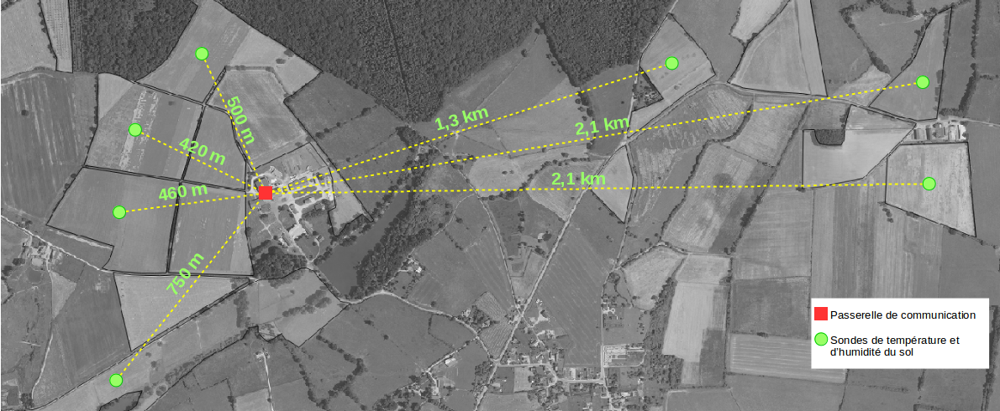 500 m
420 m
460 m
750 m
1,3 km
2,1 km
2,1 km
Passerelle de communication
Sondes de température et
d'humidité du sol